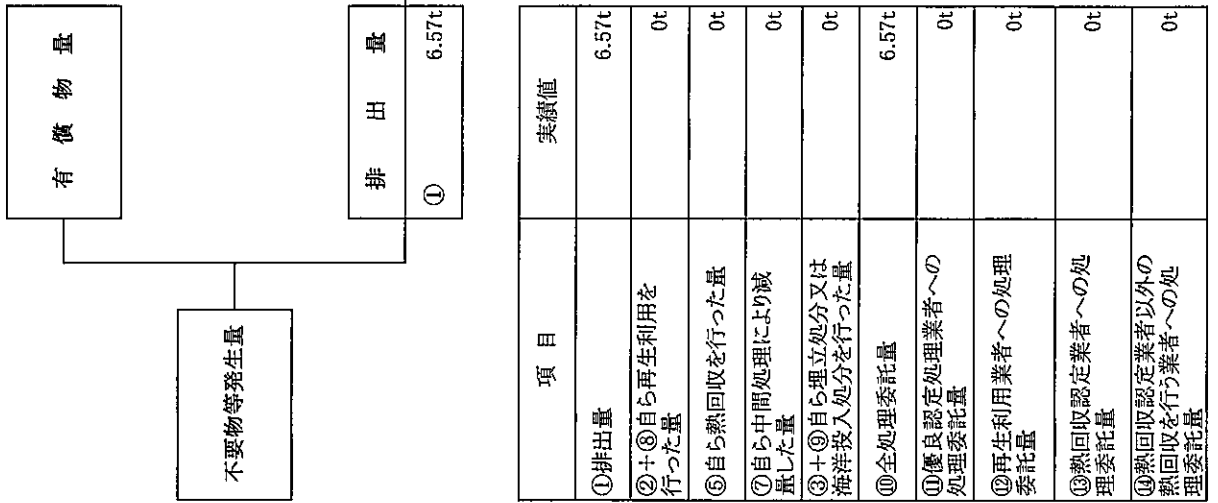 有償物量
不要物等発生量
排出量
① 6.57t
項目 実績値
①排出量 6.57t
②+⑧自ら再生利用を
行った量 0t
⑤自ら熱回収を行った量 0t
⑦自ら中間処理により減
量した量 0t
③+⑨自ら埋立処分又は
海洋投入処分を行った量 0t
⑩全処理委託量 6.57t
⑪優良認定処理業者への
処理委託量 0t
⑫再生利用業者への処理
委託量 0t
⑬熱回収認定業者への処
理委託量 0t
⑭熱回収認定業者以外の
熱回収を行う業者への処
理委託量 0t